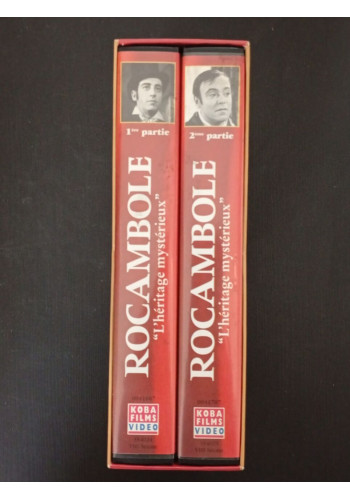 1ère partie
ROCAMBOLE
"L'héritage mystérieux"
KOBA
FILMS
VIDEO
2ème partie
ROCAMBOLE
"L'héritage mystérieux"
KOBA
FILMS
VIDEO